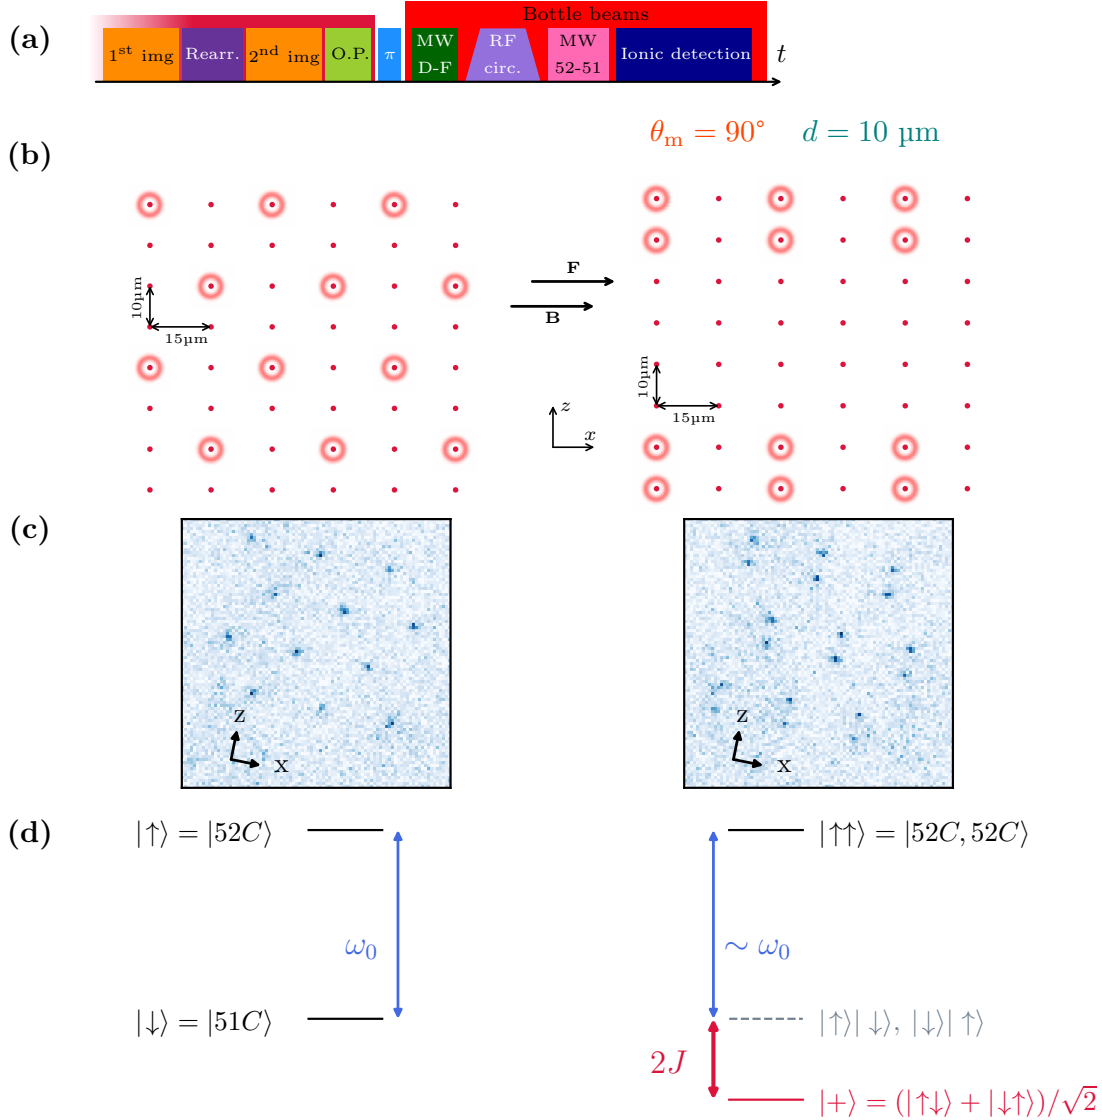 (a)
Bottle beams
1st img
Rearr.
2nd img
O.P.
π
MW
D-F
RF
circ.
MW
52-51
Ionic detection
t
θm = 90° d = 10 µm
(b)
10µm
15µm
F
B
z
x
10µm
15µm
(c)
z
x
z
x
(d)
|↑⟩ = |52C⟩
ω0
|↓⟩ = |51C⟩
|↑↑⟩ = |52C, 52C⟩
∼ ω0
|↑⟩| ↓⟩, |↓⟩| ↑⟩
2J
|+⟩ = (|↑↓⟩ + |↓↑⟩)/√2